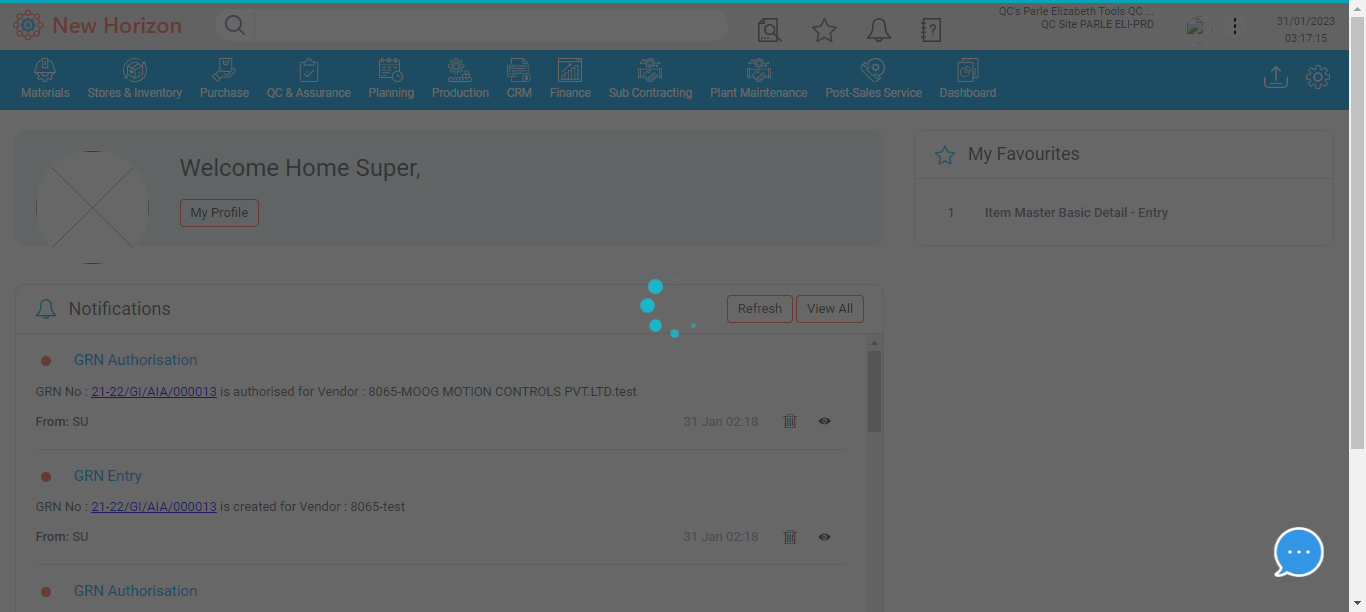 New Horizon
QC's Parle Elizabeth Tools QC ...
QC Site PARLE ELI-PRD
31/01/2023
03:17:15
Materials
Stores & Inventory
Purchase
QC & Assurance
Planning
Production
CRM
Finance
Sub Contracting
Plant Maintenance
Post-Sales Service
Dashboard
Welcome Home Super,
My Profile
My Favourites
1 Item Master Basic Detail - Entry
Notifications
Refresh
View All
GRN Authorisation
GRN No : 21-22/GI/AIA/000013 is authorised for Vendor : 8065-MOOG MOTION CONTROLS PVT.LTD.test
From: SU 31 Jan 02:18
GRN Entry
GRN No : 21-22/GI/AIA/000013 is created for Vendor : 8065-test
From: SU 31 Jan 02:18
GRN Authorisation